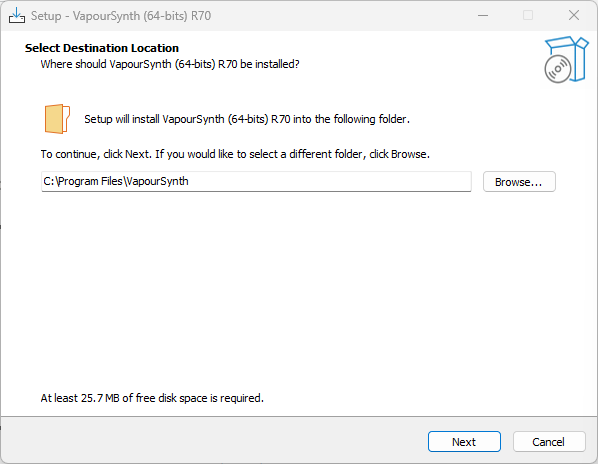 Setup - VapourSynth (64-bits) R70
Select Destination Location
Where should VapourSynth (64-bits) R70 be installed?
Setup will install VapourSynth (64-bits) R70 into the following folder.
To continue, click Next. If you would like to select a different folder, click Browse.
C:\Program Files\VapourSynth
Browse...
At least 25.7 MB of free disk space is required.
Next
Cancel